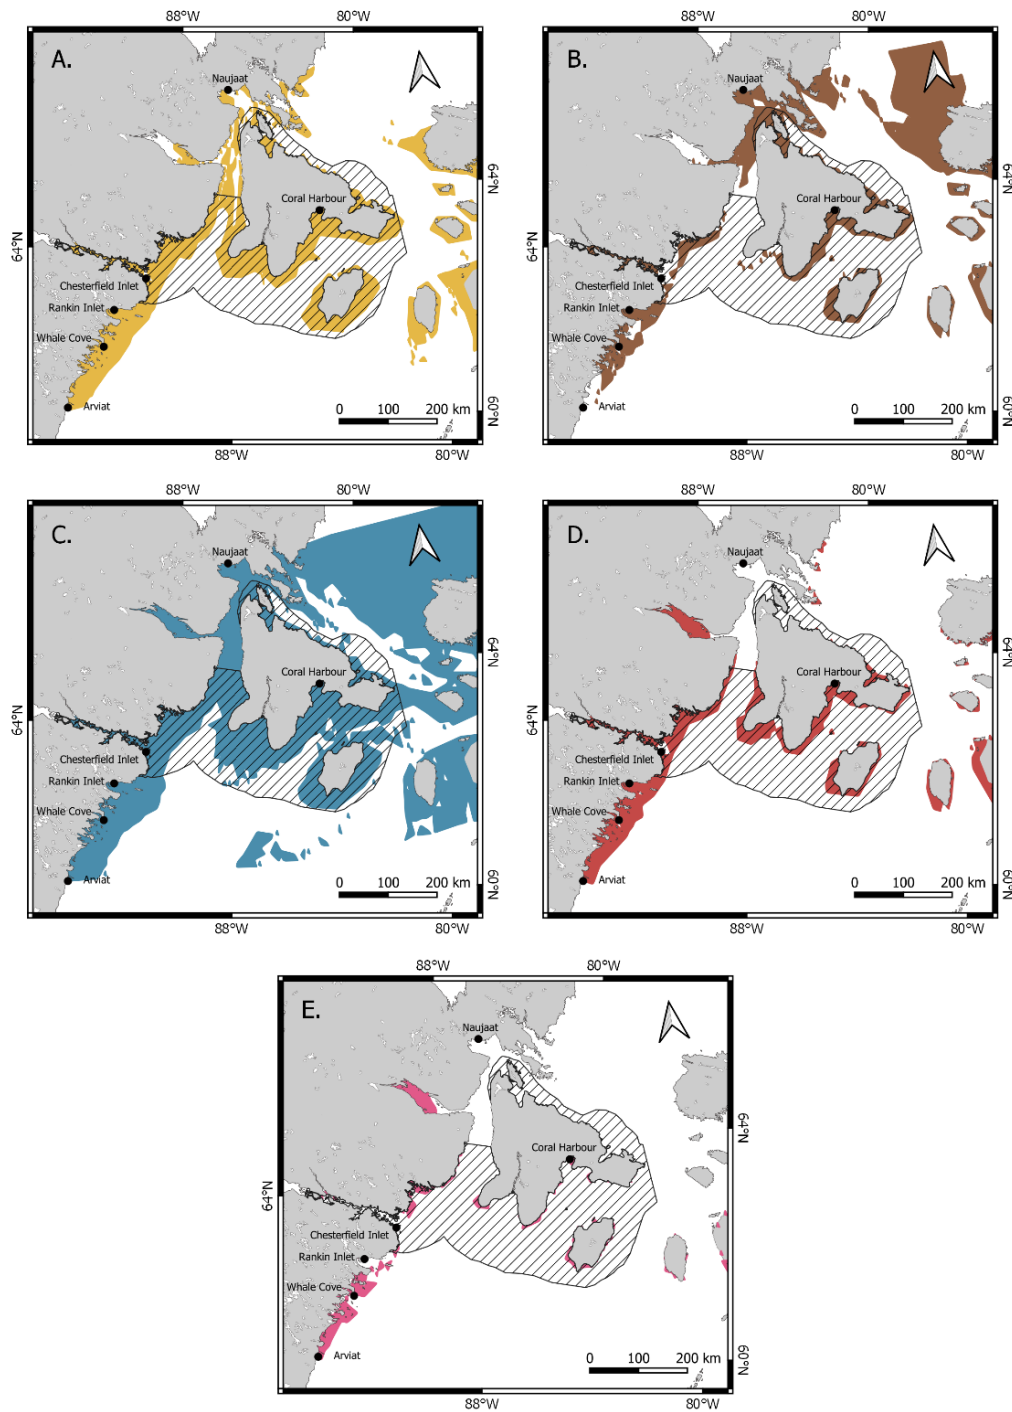 88°W 80°W
A.
Naujaat
64°N
Coral Harbour
64°N
Chesterfield Inlet
Rankin Inlet
Whale Cove
Arviat
0 100 200 km
60°N
88°W 80°W
88°W 80°W
B.
Naujaat
64°N
Coral Harbour
64°N
Chesterfield Inlet
Rankin Inlet
Whale Cove
Arviat
0 100 200 km
60°N
88°W 80°W
88°W 80°W
C.
Naujaat
64°N
Coral Harbour
64°N
Chesterfield Inlet
Rankin Inlet
Whale Cove
Arviat
0 100 200 km
60°N
88°W 80°W
88°W 80°W
D.
Naujaat
64°N
Coral Harbour
64°N
Chesterfield Inlet
Rankin Inlet
Whale Cove
Arviat
0 100 200 km
60°N
88°W 80°W
88°W 80°W
E.
Naujaat
64°N
Coral Harbour
64°N
Chesterfield Inlet
Rankin Inlet
Whale Cove
Arviat
0 100 200 km
60°N
88°W 80°W